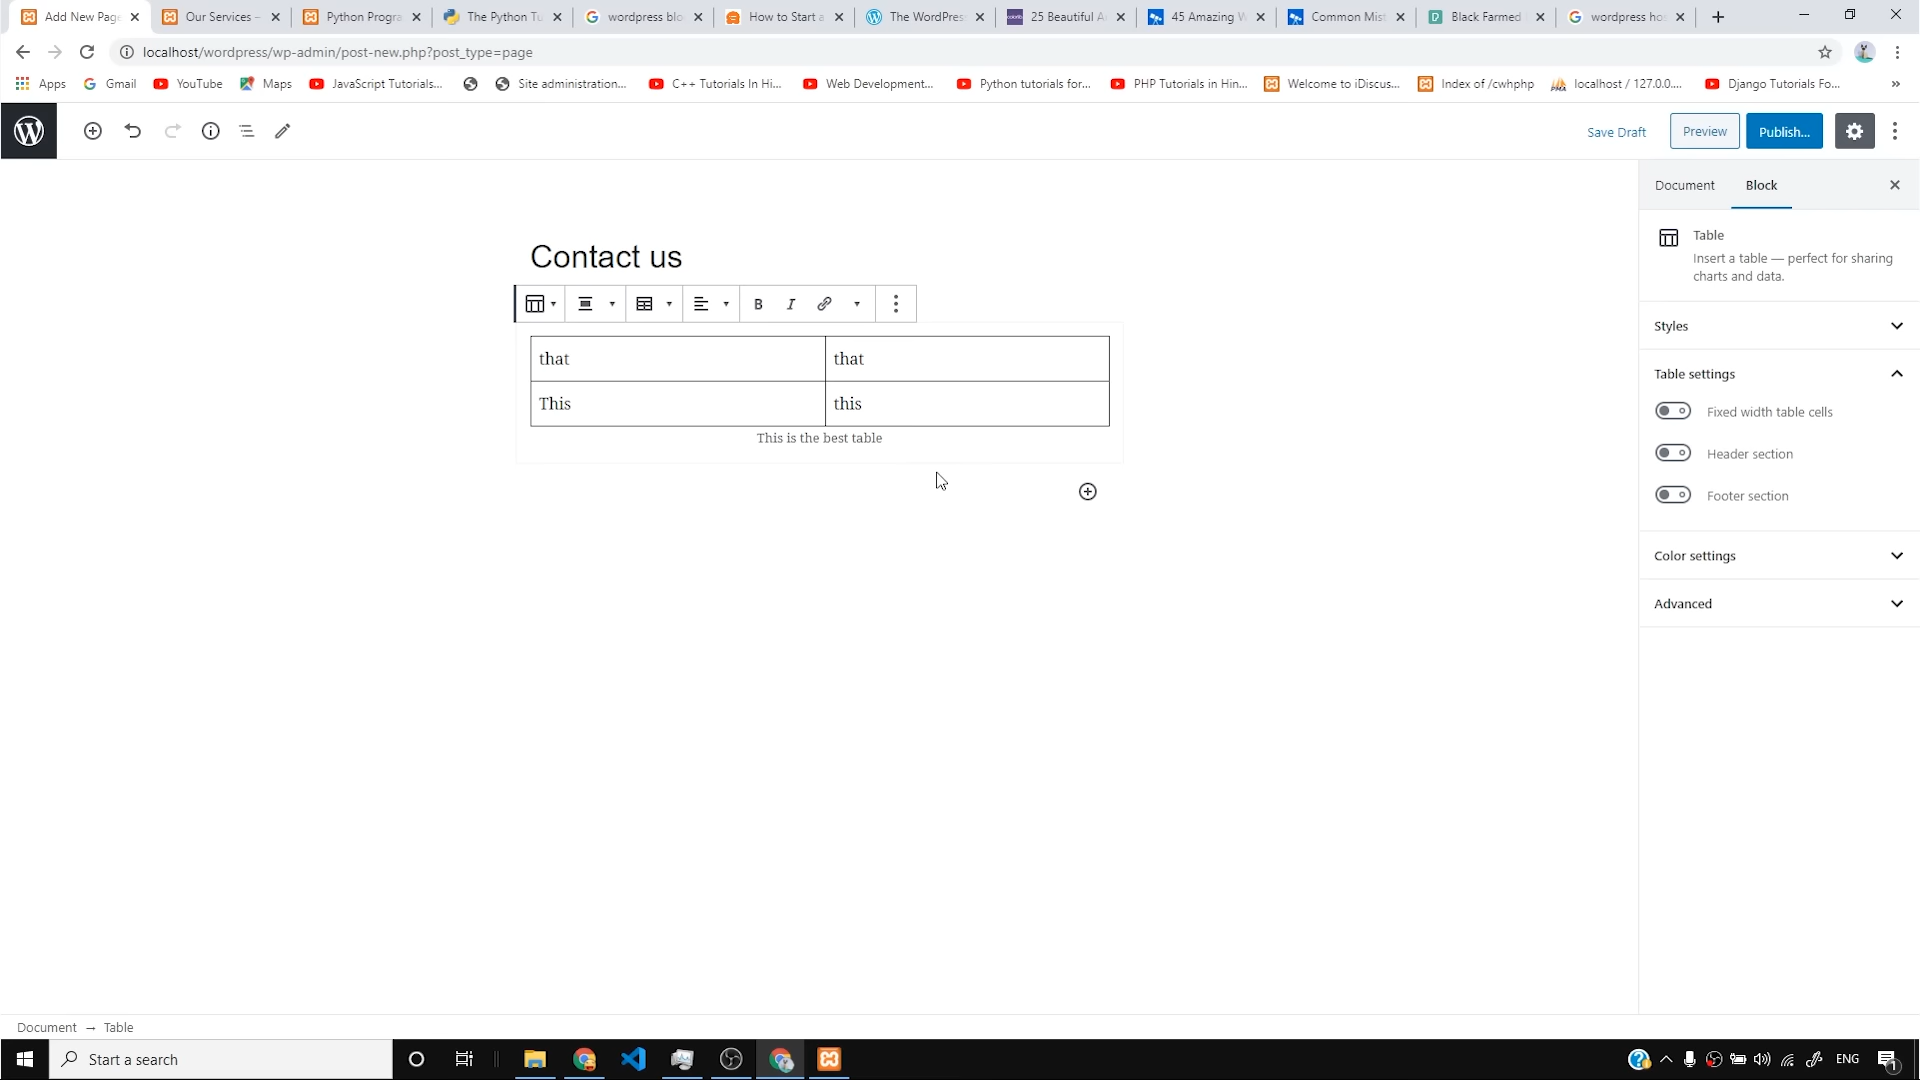 Add New Page
Our Services –
Python Progra
The Python Tu
wordpress blo
How to Start a
The WordPres
25 Beautiful A
45 Amazing W
Common Mist
Black Farmed
wordpress hos
localhost/wordpress/wp-admin/post-new.php?post_type=page
Apps
Gmail
YouTube
Maps
JavaScript Tutorials...
Site administration...
C++ Tutorials In Hi...
Web Development...
Python tutorials for...
PHP Tutorials in Hin...
Welcome to iDiscus...
Index of /cwhphp
localhost / 127.0.0....
Django Tutorials Fo...
»
Save Draft
Preview
Publish...
Document
Block
Table
Insert a table — perfect for sharing
charts and data.
Contact us
B
I
that
that
This
this
This is the best table
Styles
Table settings
Fixed width table cells
Header section
Footer section
Color settings
Advanced
Document → Table
Start a search
ENG
1